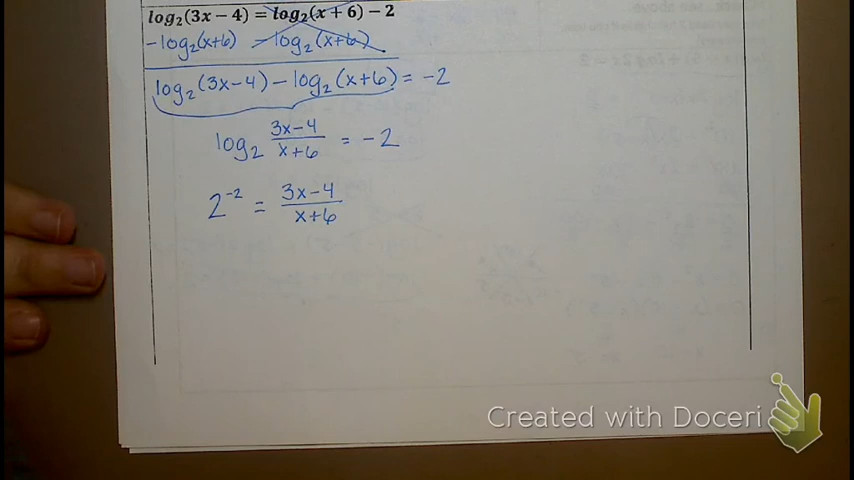 log₂(3x − 4) = log₂(x + 6) − 2
−log₂(x+6) − log₂(x+6)
log₂(3x−4) − log₂(x+6) = −2
log₂ (3x−4)/(x+6) = −2
2⁻² = (3x−4)/(x+6)
Created with Doceri